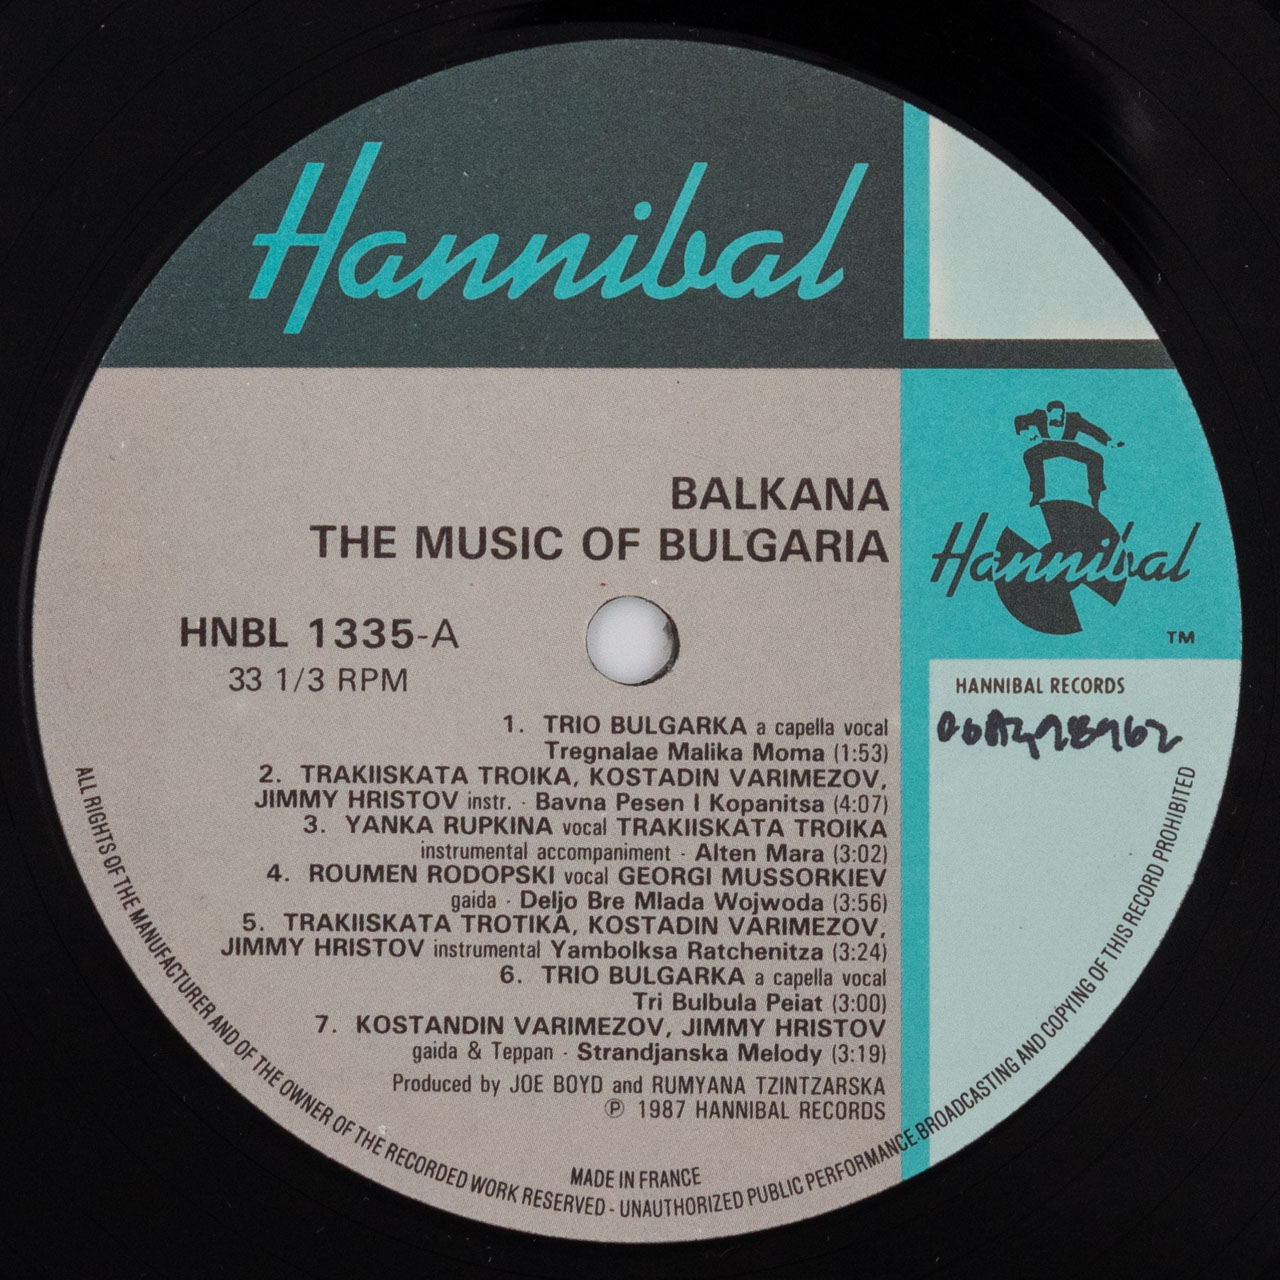 Hannibal
BALKANA
THE MUSIC OF BULGARIA
Hannibal
TM
HNBL 1335-A
33 1/3 RPM
HANNIBAL RECORDS
1. TRIO BULGARKA a capella vocal
Tregnalae Malika Moma (1:53)
2. TRAKIISKATA TROIKA, KOSTADIN VARIMEZOV,
JIMMY HRISTOV instr. · Bavna Pesen I Kopanitsa (4:07)
3. YANKA RUPKINA vocal TRAKIISKATA TROIKA
instrumental accompaniment · Alten Mara (3:02)
4. ROUMEN RODOPSKI vocal GEORGI MUSSORKIEV
gaida · Deljo Bre Mlada Wojwoda (3:56)
5. TRAKIISKATA TROTIKA, KOSTADIN VARIMEZOV,
JIMMY HRISTOV instrumental Yambolksa Ratchenitza (3:24)
6. TRIO BULGARKA a capella vocal
Tri Bulbula Peiat (3:00)
7. KOSTANDIN VARIMEZOV, JIMMY HRISTOV
gaida & Teppan · Strandjanska Melody (3:19)
Produced by JOE BOYD and RUMYANA TZINTZARSKA
℗ 1987 HANNIBAL RECORDS
MADE IN FRANCE
ALL RIGHTS OF THE MANUFACTURER AND OF THE OWNER OF THE RECORDED WORK RESERVED - UNAUTHORIZED PUBLIC PERFORMANCE.BROADCASTING AND COPYING OF THIS RECORD PROHIBITED